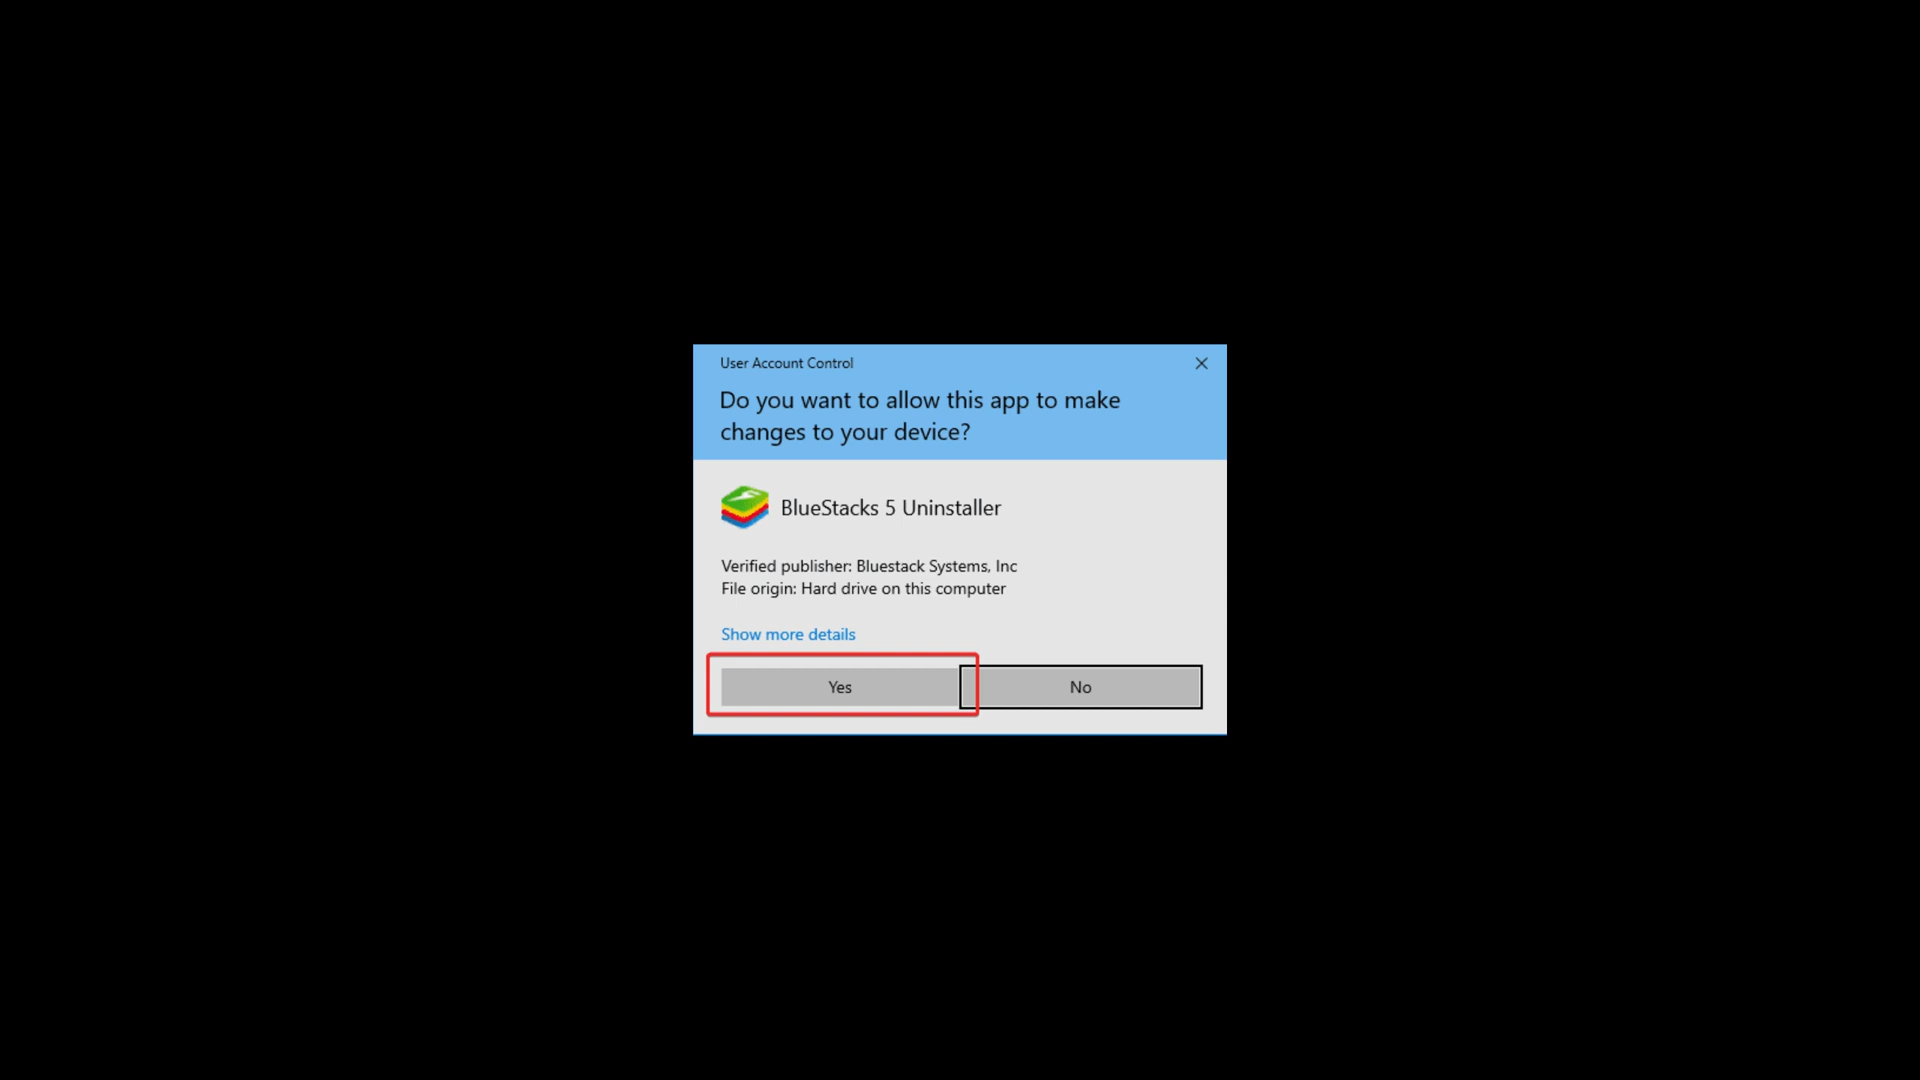 User Account Control
Do you want to allow this app to make
changes to your device?
BlueStacks 5 Uninstaller
Verified publisher: Bluestack Systems, Inc
File origin: Hard drive on this computer
Show more details
Yes
No